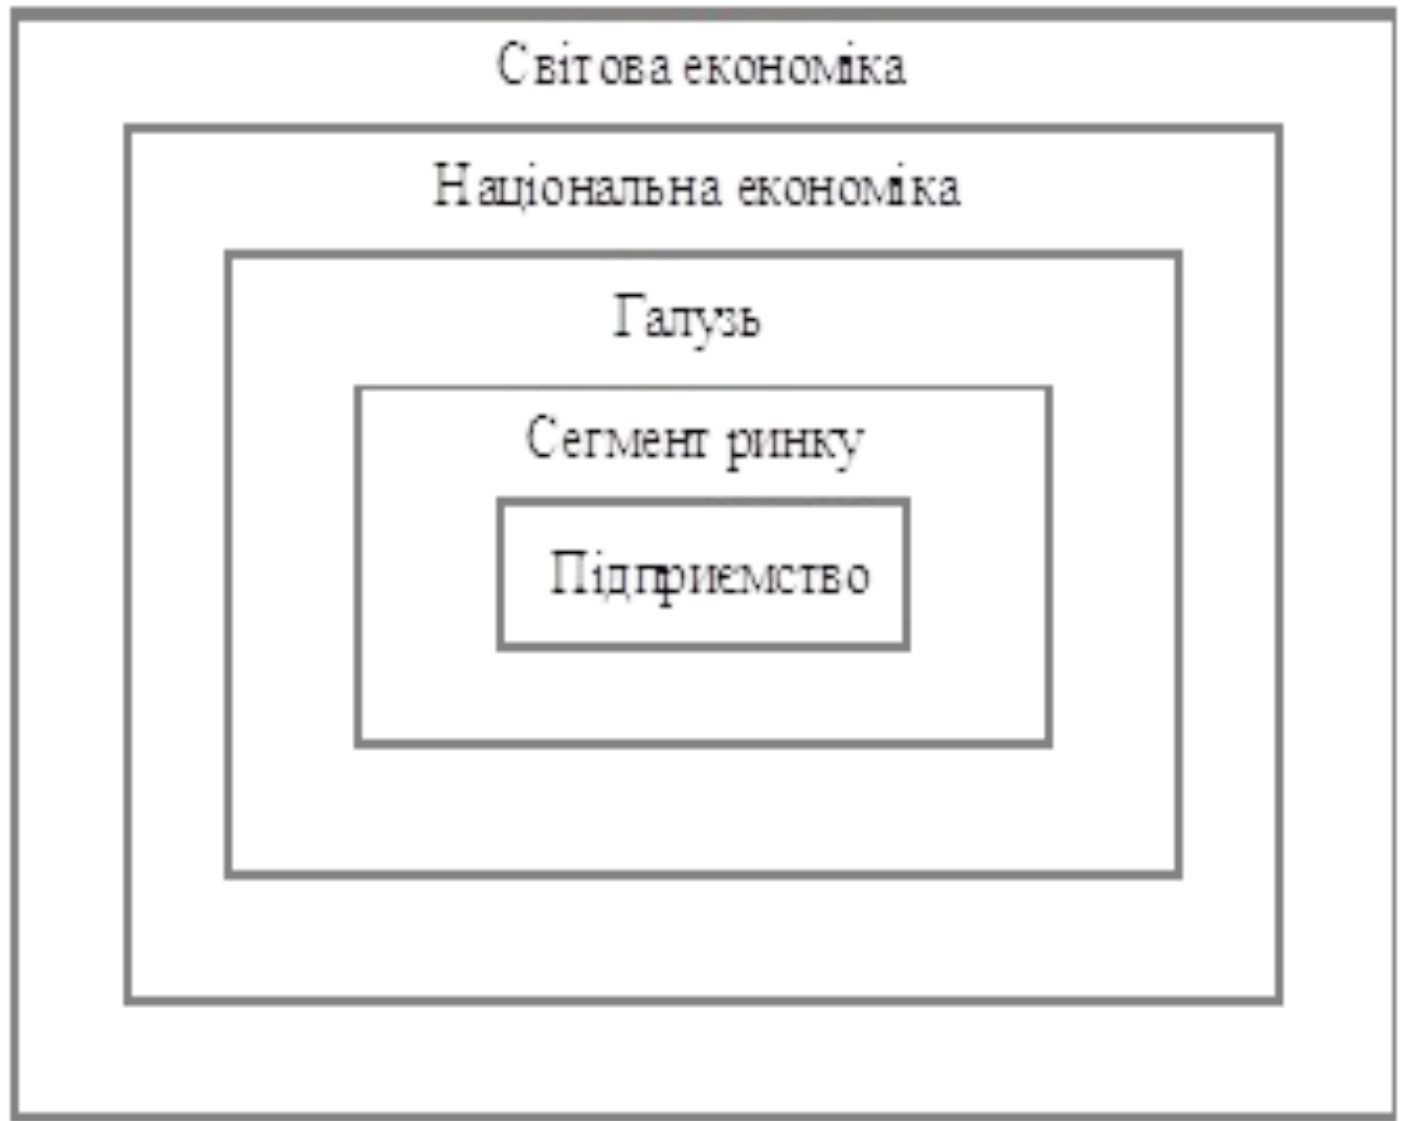 Світова економіка
Національна економіка
Галузь
Сегмент ринку
Підприємство